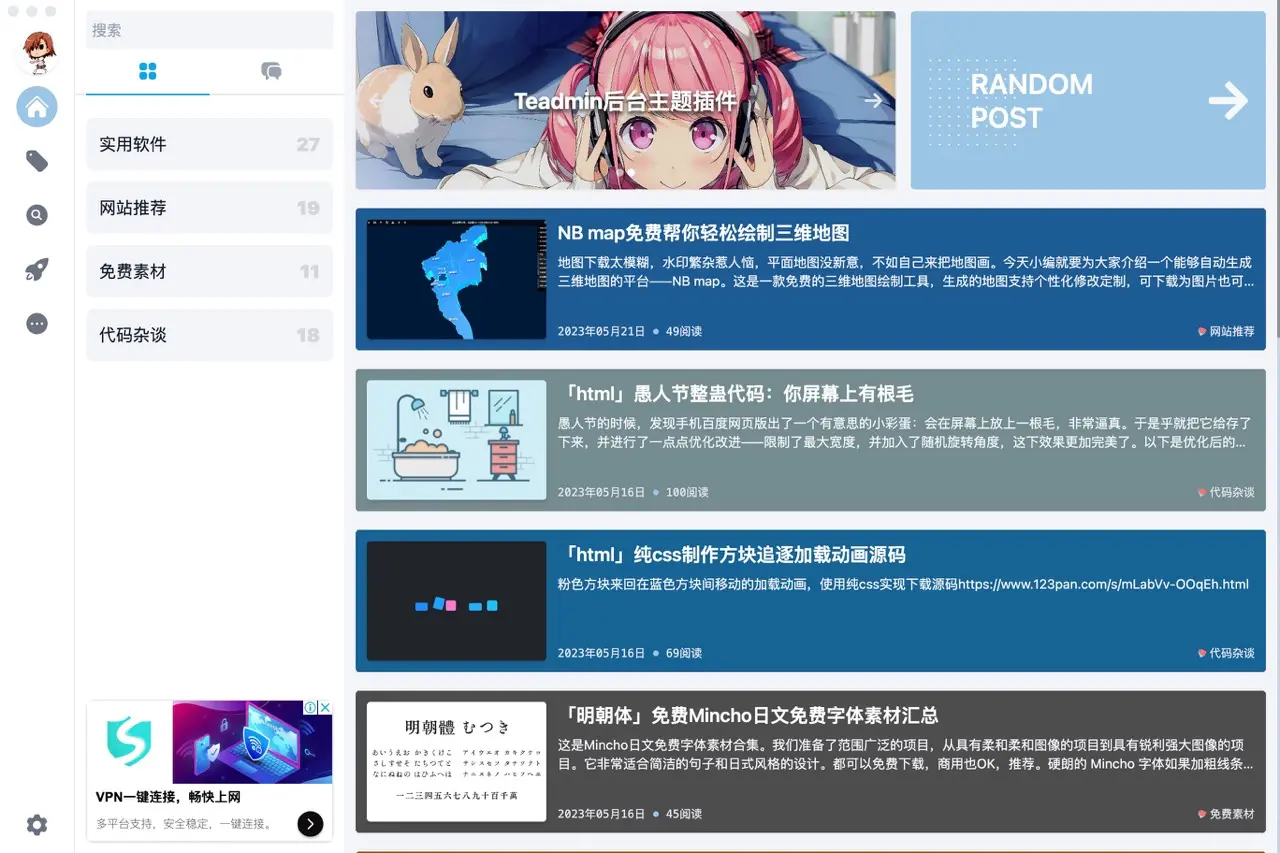 搜索
实用软件 27
网站推荐 19
免费素材 11
代码杂谈 18
VPN一键连接，畅快上网
多平台支持，安全稳定，一键连接。
Teadmin后台主题插件
RANDOM
POST
NB map免费帮你轻松绘制三维地图
地图下载太模糊，水印繁杂惹人恼，平面地图没新意，不如自己来把地图画。今天小编就要为大家介绍一个能够自动生成
三维地图的平台——NB map。这是一款免费的三维地图绘制工具，生成的地图支持个性化修改定制，可下载为图片也可...
2023年05月21日 ● 49阅读
网站推荐
「html」愚人节整蛊代码：你屏幕上有根毛
愚人节的时候，发现手机百度网页版出了一个有意思的小彩蛋：会在屏幕上放上一根毛，非常逼真。于是乎就把它给存了
下来，并进行了一点点优化改进——限制了最大宽度，并加入了随机旋转角度，这下效果更加完美了。以下是优化后的...
2023年05月16日 ● 100阅读
代码杂谈
「html」纯css制作方块追逐加载动画源码
粉色方块来回在蓝色方块间移动的加载动画，使用纯css实现下载源码https://www.123pan.com/s/mLabVv-OOqEh.html
2023年05月16日 ● 69阅读
代码杂谈
明朝體 むつき
あいうえお かきくけこ アイウエオ カキクケコ
さしすせそ たちつてと サシスセソ タチツテト
なにぬねの はひふへほ ナニヌネノ ハヒフヘホ
一二三四五六七八九十百千萬
「明朝体」免费Mincho日文免费字体素材汇总
这是Mincho日文免费字体素材合集。我们准备了范围广泛的项目，从具有柔和柔和图像的项目到具有锐利强大图像的项
目。它非常适合简洁的句子和日式风格的设计。都可以免费下载，商用也OK，推荐。硬朗的 Mincho 字体如果加粗线条...
2023年05月16日 ● 45阅读
免费素材